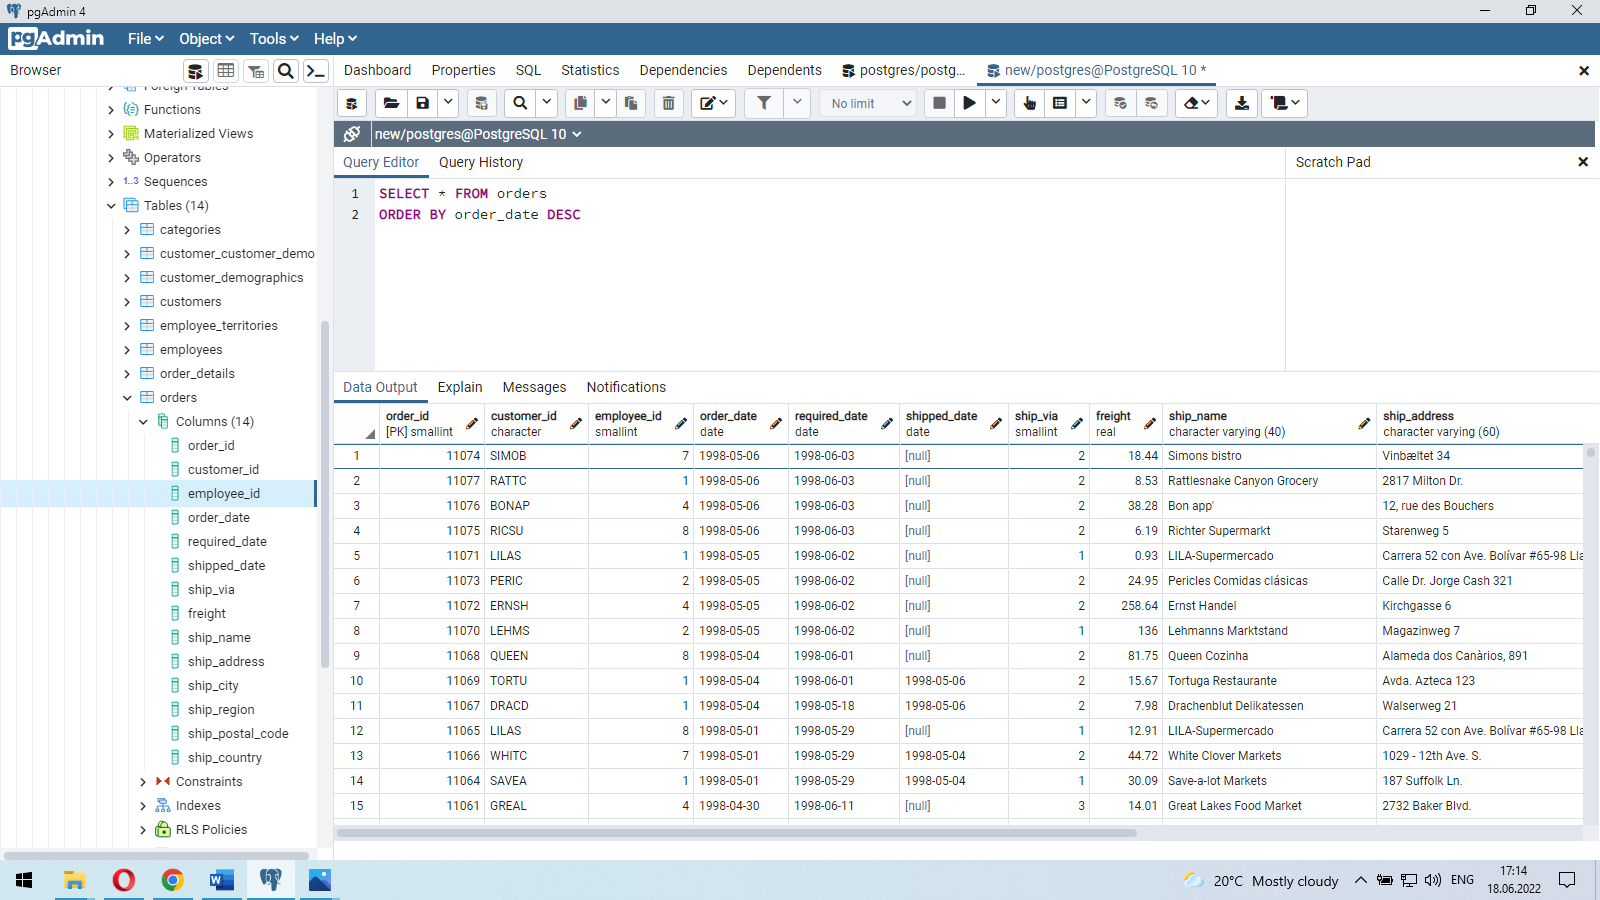 pgAdmin 4
pgAdmin File Object Tools Help
Browser
Dashboard Properties SQL Statistics Dependencies Dependents postgres/postg... new/postgres@PostgreSQL 10 *
No limit
new/postgres@PostgreSQL 10
Query Editor Query History
Scratch Pad
1 SELECT * FROM orders
2 ORDER BY order_date DESC
Functions
Materialized Views
Operators
1..3 Sequences
Tables (14)
categories
customer_customer_demo
customer_demographics
customers
employee_territories
employees
order_details
orders
Columns (14)
order_id
customer_id
employee_id
order_date
required_date
shipped_date
ship_via
freight
ship_name
ship_address
ship_city
ship_region
ship_postal_code
ship_country
Constraints
Indexes
RLS Policies
Data Output Explain Messages Notifications
order_id customer_id employee_id order_date required_date shipped_date ship_via freight ship_name ship_address
[PK] smallint character smallint date date date smallint real character varying (40) character varying (60)
1 11074 SIMOB 7 1998-05-06 1998-06-03 [null] 2 18.44 Simons bistro Vinbæltet 34
2 11077 RATTC 1 1998-05-06 1998-06-03 [null] 2 8.53 Rattlesnake Canyon Grocery 2817 Milton Dr.
3 11076 BONAP 4 1998-05-06 1998-06-03 [null] 2 38.28 Bon app' 12, rue des Bouchers
4 11075 RICSU 8 1998-05-06 1998-06-03 [null] 2 6.19 Richter Supermarkt Starenweg 5
5 11071 LILAS 1 1998-05-05 1998-06-02 [null] 1 0.93 LILA-Supermercado Carrera 52 con Ave. Bolívar #65-98 Lla
6 11073 PERIC 2 1998-05-05 1998-06-02 [null] 2 24.95 Pericles Comidas clásicas Calle Dr. Jorge Cash 321
7 11072 ERNSH 4 1998-05-05 1998-06-02 [null] 2 258.64 Ernst Handel Kirchgasse 6
8 11070 LEHMS 2 1998-05-05 1998-06-02 [null] 1 136 Lehmanns Marktstand Magazinweg 7
9 11068 QUEEN 8 1998-05-04 1998-06-01 [null] 2 81.75 Queen Cozinha Alameda dos Canàrios, 891
10 11069 TORTU 1 1998-05-04 1998-06-01 1998-05-06 2 15.67 Tortuga Restaurante Avda. Azteca 123
11 11067 DRACD 1 1998-05-04 1998-05-18 1998-05-06 2 7.98 Drachenblut Delikatessen Walserweg 21
12 11065 LILAS 8 1998-05-01 1998-05-29 [null] 1 12.91 LILA-Supermercado Carrera 52 con Ave. Bolívar #65-98 Lla
13 11066 WHITC 7 1998-05-01 1998-05-29 1998-05-04 2 44.72 White Clover Markets 1029 - 12th Ave. S.
14 11064 SAVEA 1 1998-05-01 1998-05-29 1998-05-04 1 30.09 Save-a-lot Markets 187 Suffolk Ln.
15 11061 GREAL 4 1998-04-30 1998-06-11 [null] 3 14.01 Great Lakes Food Market 2732 Baker Blvd.
20°C Mostly cloudy ENG 17:14
18.06.2022